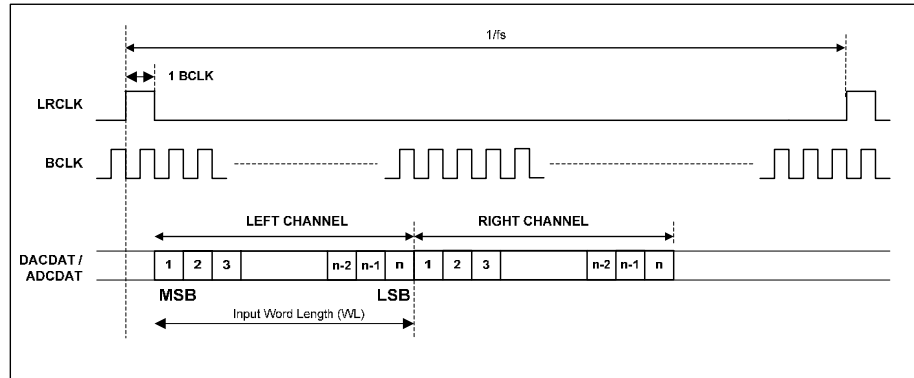 1/fs
1 BCLK
LRCLK
BCLK
LEFT CHANNEL RIGHT CHANNEL
DACDAT /
ADCDAT
1 2 3 n-2 n-1 n 1 2 3 n-2 n-1 n
MSB LSB
Input Word Length (WL)